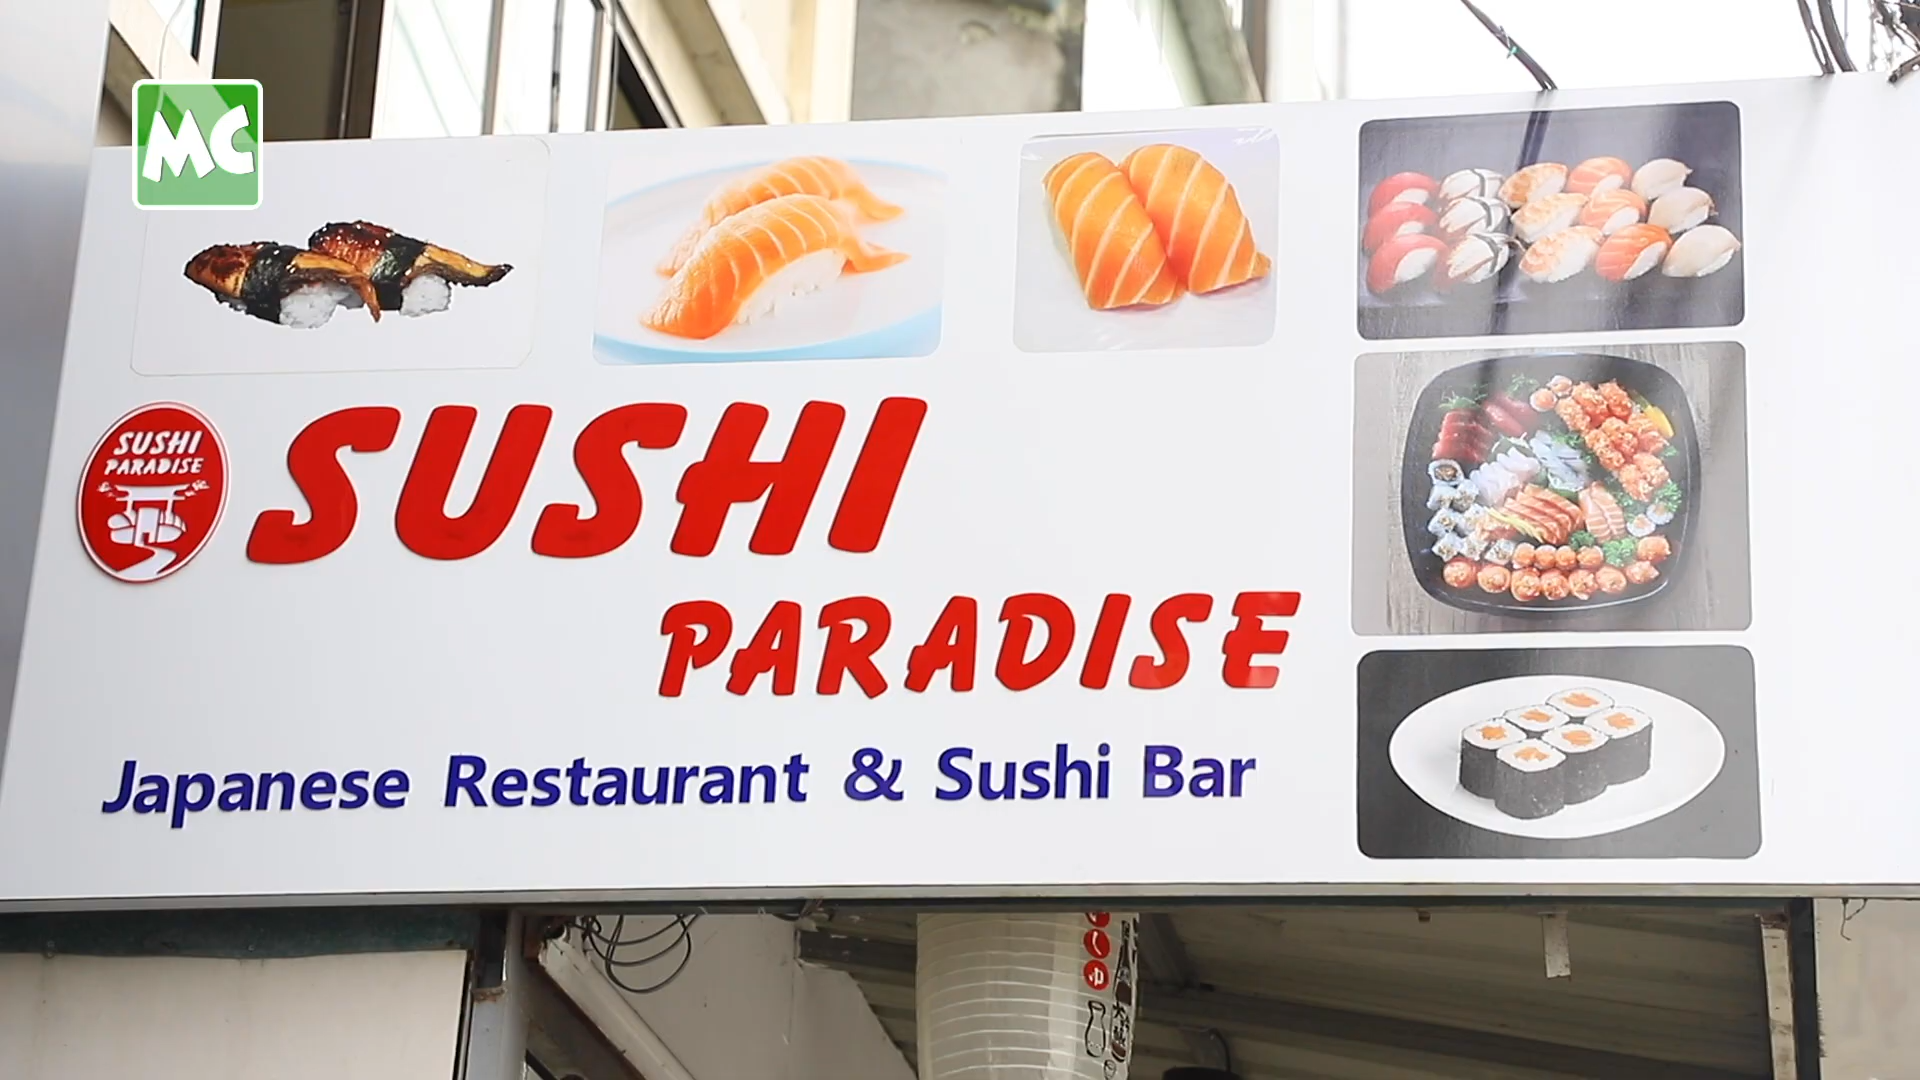 MC
SUSHI
PARADISE
SUSHI
PARADISE
Japanese Restaurant & Sushi Bar